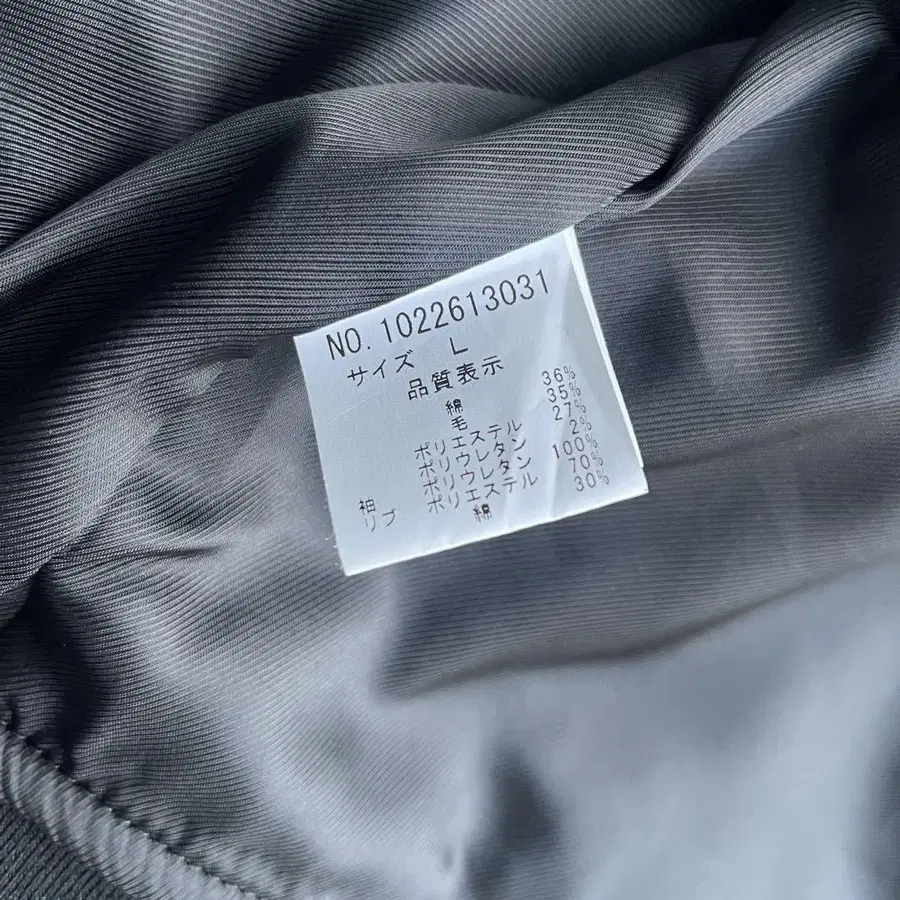 NO. 1022613031
サイズ L
品質表示
綿 36%
毛 35%
ポリエステル 27%
ポリウレタン 2%
袖 ポリウレタン 100%
リブ ポリエステル 70%
綿 30%